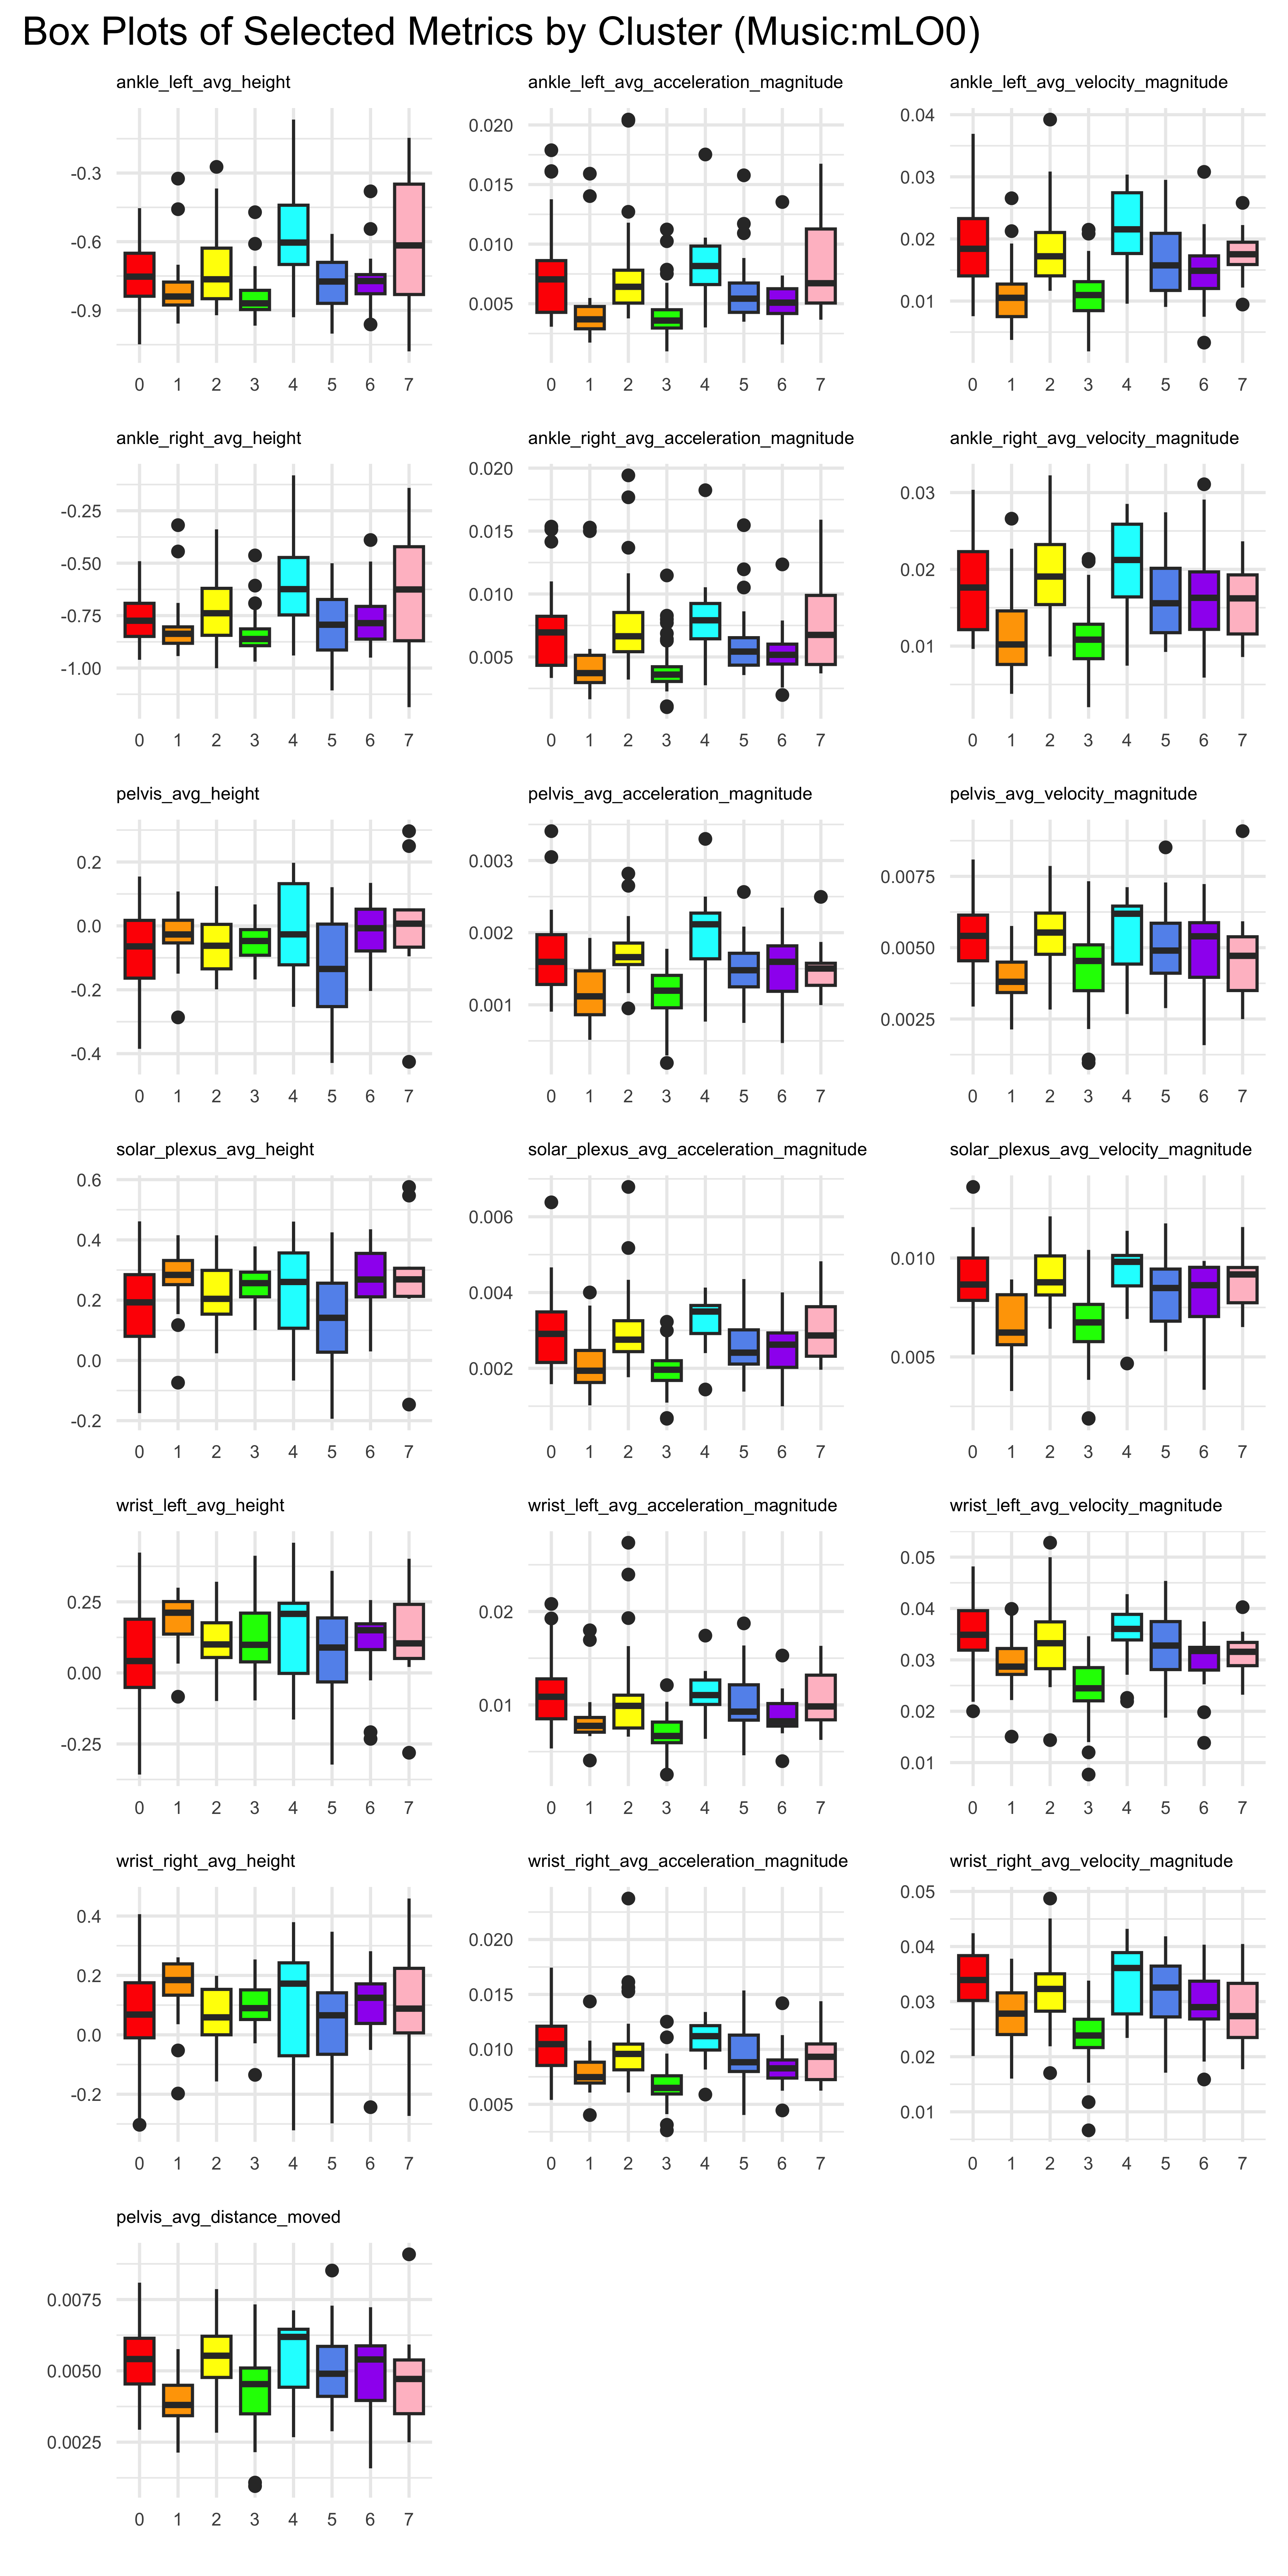 Box Plots of Selected Metrics by Cluster (Music:mLO0)
ankle_left_avg_height
ankle_left_avg_acceleration_magnitude
ankle_left_avg_velocity_magnitude
-0.3
-0.6
-0.9
0 1 2 3 4 5 6 7
0.020
0.015
0.010
0.005
0 1 2 3 4 5 6 7
0.04
0.03
0.02
0.01
0 1 2 3 4 5 6 7
ankle_right_avg_height
ankle_right_avg_acceleration_magnitude
ankle_right_avg_velocity_magnitude
-0.25
-0.50
-0.75
-1.00
0 1 2 3 4 5 6 7
0.020
0.015
0.010
0.005
0 1 2 3 4 5 6 7
0.03
0.02
0.01
0 1 2 3 4 5 6 7
pelvis_avg_height
pelvis_avg_acceleration_magnitude
pelvis_avg_velocity_magnitude
0.2
0.0
-0.2
-0.4
0 1 2 3 4 5 6 7
0.003
0.002
0.001
0 1 2 3 4 5 6 7
0.0075
0.0050
0.0025
0 1 2 3 4 5 6 7
solar_plexus_avg_height
solar_plexus_avg_acceleration_magnitude
solar_plexus_avg_velocity_magnitude
0.6
0.4
0.2
0.0
-0.2
0 1 2 3 4 5 6 7
0.006
0.004
0.002
0 1 2 3 4 5 6 7
0.010
0.005
0 1 2 3 4 5 6 7
wrist_left_avg_height
wrist_left_avg_acceleration_magnitude
wrist_left_avg_velocity_magnitude
0.25
0.00
-0.25
0 1 2 3 4 5 6 7
0.02
0.01
0 1 2 3 4 5 6 7
0.05
0.04
0.03
0.02
0.01
0 1 2 3 4 5 6 7
wrist_right_avg_height
wrist_right_avg_acceleration_magnitude
wrist_right_avg_velocity_magnitude
0.4
0.2
0.0
-0.2
0 1 2 3 4 5 6 7
0.020
0.015
0.010
0.005
0 1 2 3 4 5 6 7
0.05
0.04
0.03
0.02
0.01
0 1 2 3 4 5 6 7
pelvis_avg_distance_moved
0.0075
0.0050
0.0025
0 1 2 3 4 5 6 7